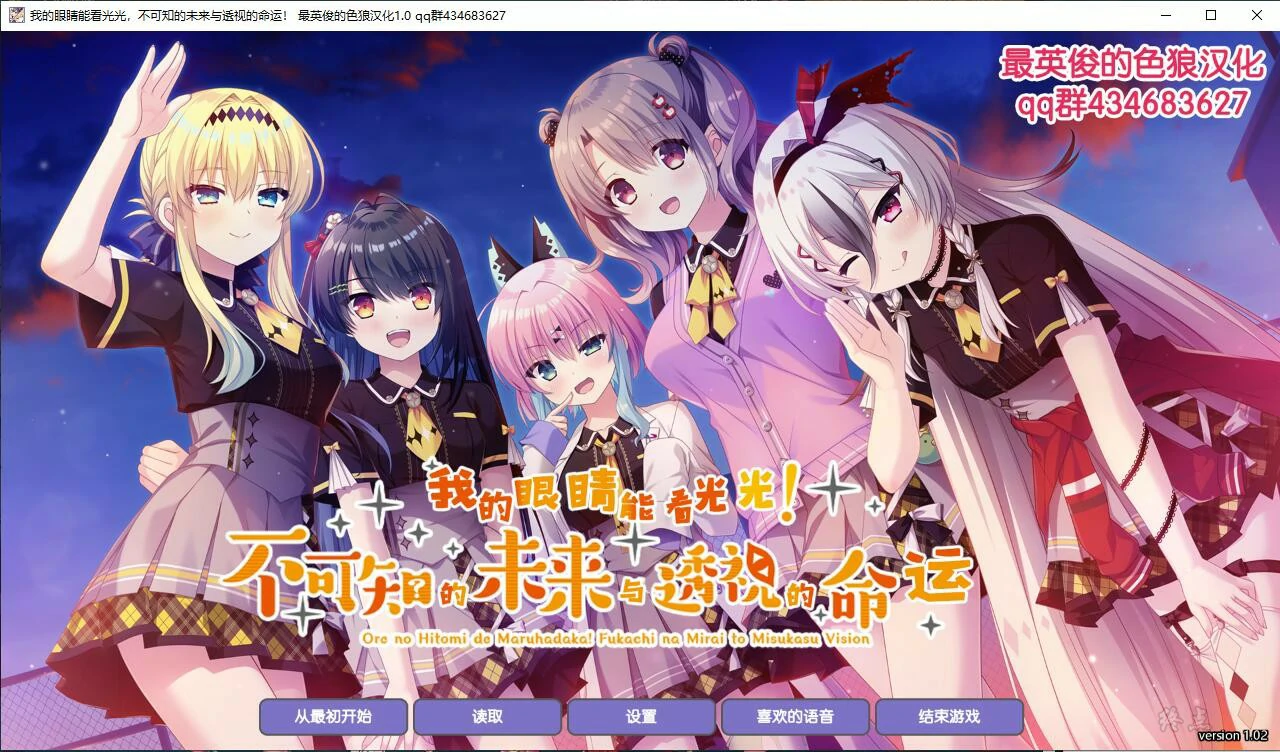 我的眼睛能看光光，不可知的未来与透视的命运！ 最英俊的色狼汉化1.0 qq群434683627
最英俊的色狼汉化
qq群434683627
我的眼睛能看光光！
不可知的未来与透视的命运
Ore no Hitomi de Maruhadaka! Fukachi na Mirai to Misukasu Vision
从最初开始
读取
设置
喜欢的语音
结束游戏
终点
version 1.02